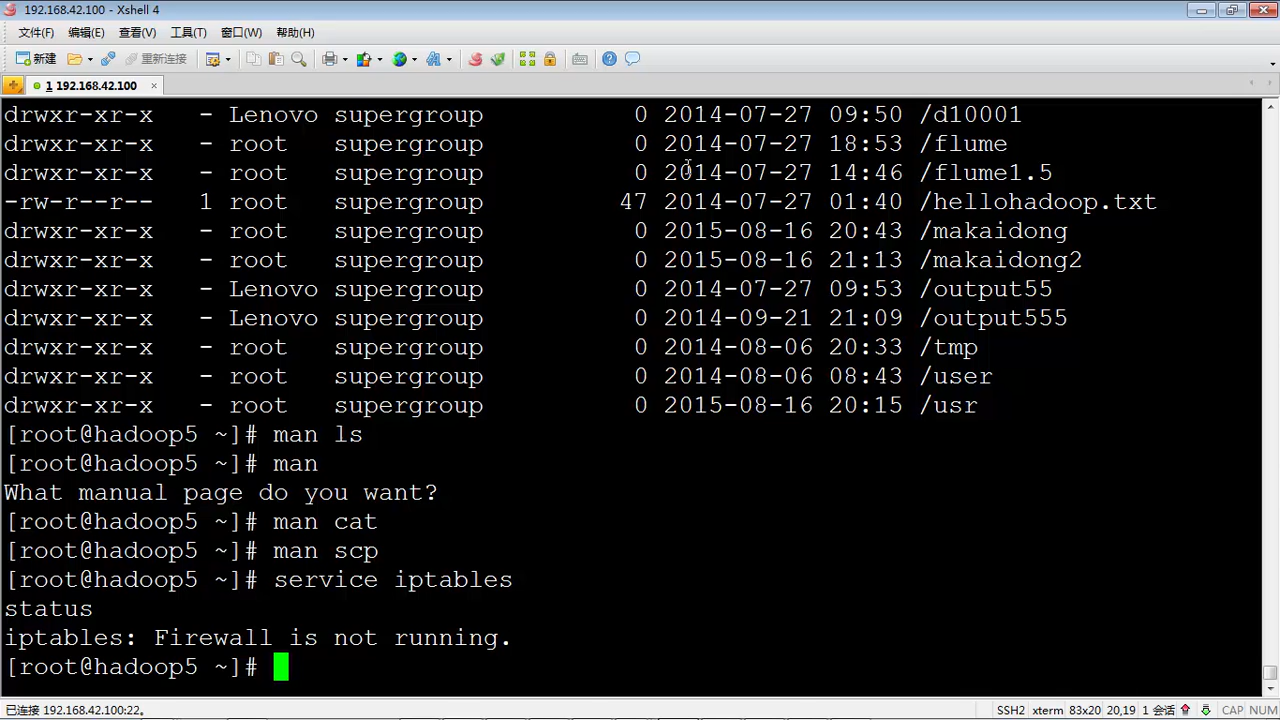 192.168.42.100 - Xshell 4
文件(F) 编辑(E) 查看(V) 工具(T) 窗口(W) 帮助(H)
新建 重新连接
1 192.168.42.100
drwxr-xr-x - Lenovo supergroup 0 2014-07-27 09:50 /d10001
drwxr-xr-x - root supergroup 0 2014-07-27 18:53 /flume
drwxr-xr-x - root supergroup 0 2014-07-27 14:46 /flume1.5
-rw-r--r-- 1 root supergroup 47 2014-07-27 01:40 /hellohadoop.txt
drwxr-xr-x - root supergroup 0 2015-08-16 20:43 /makaidong
drwxr-xr-x - root supergroup 0 2015-08-16 21:13 /makaidong2
drwxr-xr-x - Lenovo supergroup 0 2014-07-27 09:53 /output55
drwxr-xr-x - Lenovo supergroup 0 2014-09-21 21:09 /output555
drwxr-xr-x - root supergroup 0 2014-08-06 20:33 /tmp
drwxr-xr-x - root supergroup 0 2014-08-06 08:43 /user
drwxr-xr-x - root supergroup 0 2015-08-16 20:15 /usr
[root@hadoop5 ~]# man ls
[root@hadoop5 ~]# man
What manual page do you want?
[root@hadoop5 ~]# man cat
[root@hadoop5 ~]# man scp
[root@hadoop5 ~]# service iptables
status
iptables: Firewall is not running.
[root@hadoop5 ~]#
已连接 192.168.42.100:22。 SSH2 xterm 83x20 20,19 1 会话 CAP NUM